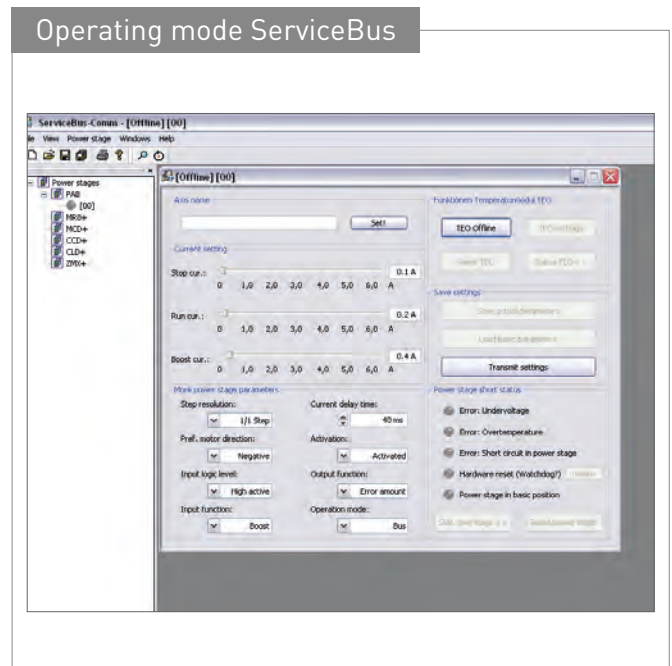 Operating mode ServiceBus
ServiceBus-Comms - [Offline] [00]
View Power stage Windows Help
[Offline] [00]
Power stages
PAB
[00]
MR8+
MCD+
CCD+
CLD+
ZMX+
Axis name
Set!
Current setting
Stop cur.: 0.1 A
0 1,0 2,0 3,0 4,0 5,0 6,0 A
Run cur.: 0.2 A
0 1,0 2,0 3,0 4,0 5,0 6,0 A
Boost cur.: 0.4 A
0 1,0 2,0 3,0 4,0 5,0 6,0 A
More power stage parameters
Step resolution: Current delay time:
1/1 Step 40 ms
Pref. motor direction: Activation:
Negative Activated
Input logic level: Output function:
High active Error amount
Input function: Operation mode:
Boost Bus
Funktionen Temperaturmodul TEO
TEO Offline
Save settings
Transmit settings
Power stage short status
Error: Undervoltage
Error: Overtemperature
Error: Short circuit in power stage
Hardware reset (Watchdog?)
Power stage in basic position